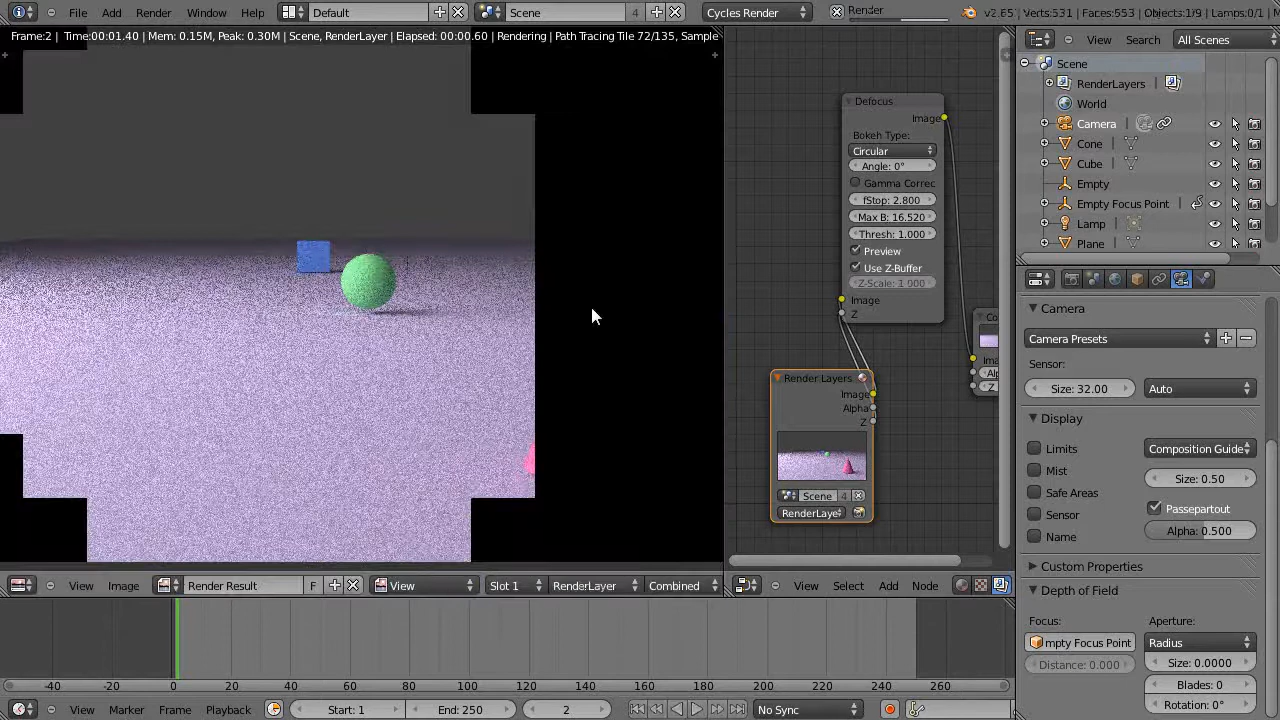 File Add Render Window Help Default Scene 4 Cycles Render Render v2.65 Verts:531 | Faces:553 | Objects:1/9 | Lamps:0/1 |
Frame:2 | Time:00:01.40 | Mem: 0.15M, Peak: 0.30M | Scene, RenderLayer | Elapsed: 00:00.60 | Rendering | Path Tracing Tile 72/135, Sample
View Search All Scenes
Scene
RenderLayers |
World
Camera |
Cone |
Cube |
Empty
Empty Focus Point
Lamp |
Plane |
Defocus
Image
Bokeh Type:
Circular
Angle: 0°
Gamma Correc
fStop: 2.800
Max B: 16.520
Thresh: 1.000
Preview
Use Z-Buffer
Z-Scale: 1.000
Image
Z
Co
Ima
Alp
Z
Render Layers
Image
Alpha
Z
Scene 4
RenderLaye
Camera
Camera Presets
Sensor:
Size: 32.00 Auto
Display
Limits Composition Guide
Mist
Size: 0.50
Safe Areas
Sensor Passepartout
Name Alpha: 0.500
Custom Properties
Depth of Field
Focus: Aperture:
mpty Focus Point Radius
Distance: 0.000 Size: 0.0000
Blades: 0
Rotation: 0°
View Image Render Result F View Slot 1 RenderLayer Combined
View Select Add Node
-40 -20 0 20 40 60 80 100 120 140 160 180 200 220 240 260
View Marker Frame Playback Start: 1 End: 250 2 No Sync